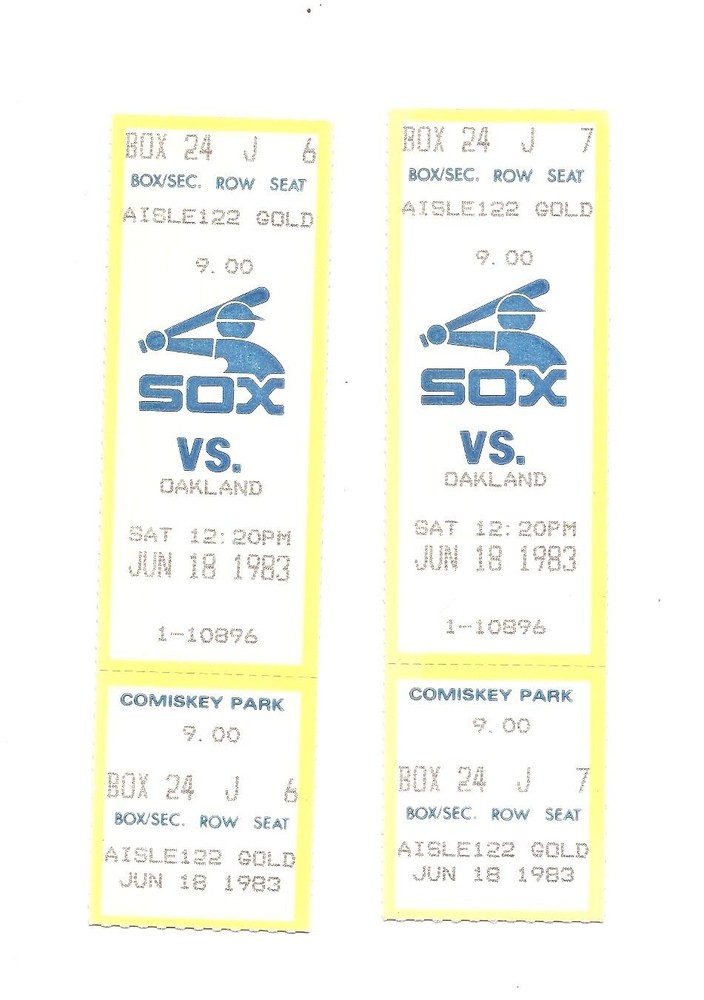 BOX 24 J 6
BOX/SEC. ROW SEAT
AISLE122 GOLD
9.00
SOX
VS.
OAKLAND
SAT 12:20PM
JUN 18 1983
1-10896
COMISKEY PARK
9.00
BOX 24 J 6
BOX/SEC. ROW SEAT
AISLE122 GOLD
JUN 18 1983
BOX 24 J 7
BOX/SEC. ROW SEAT
AISLE122 GOLD
9.00
SOX
VS.
OAKLAND
SAT 12:20PM
JUN 18 1983
1-10896
COMISKEY PARK
9.00
BOX 24 J 7
BOX/SEC. ROW SEAT
AISLE122 GOLD
JUN 18 1983